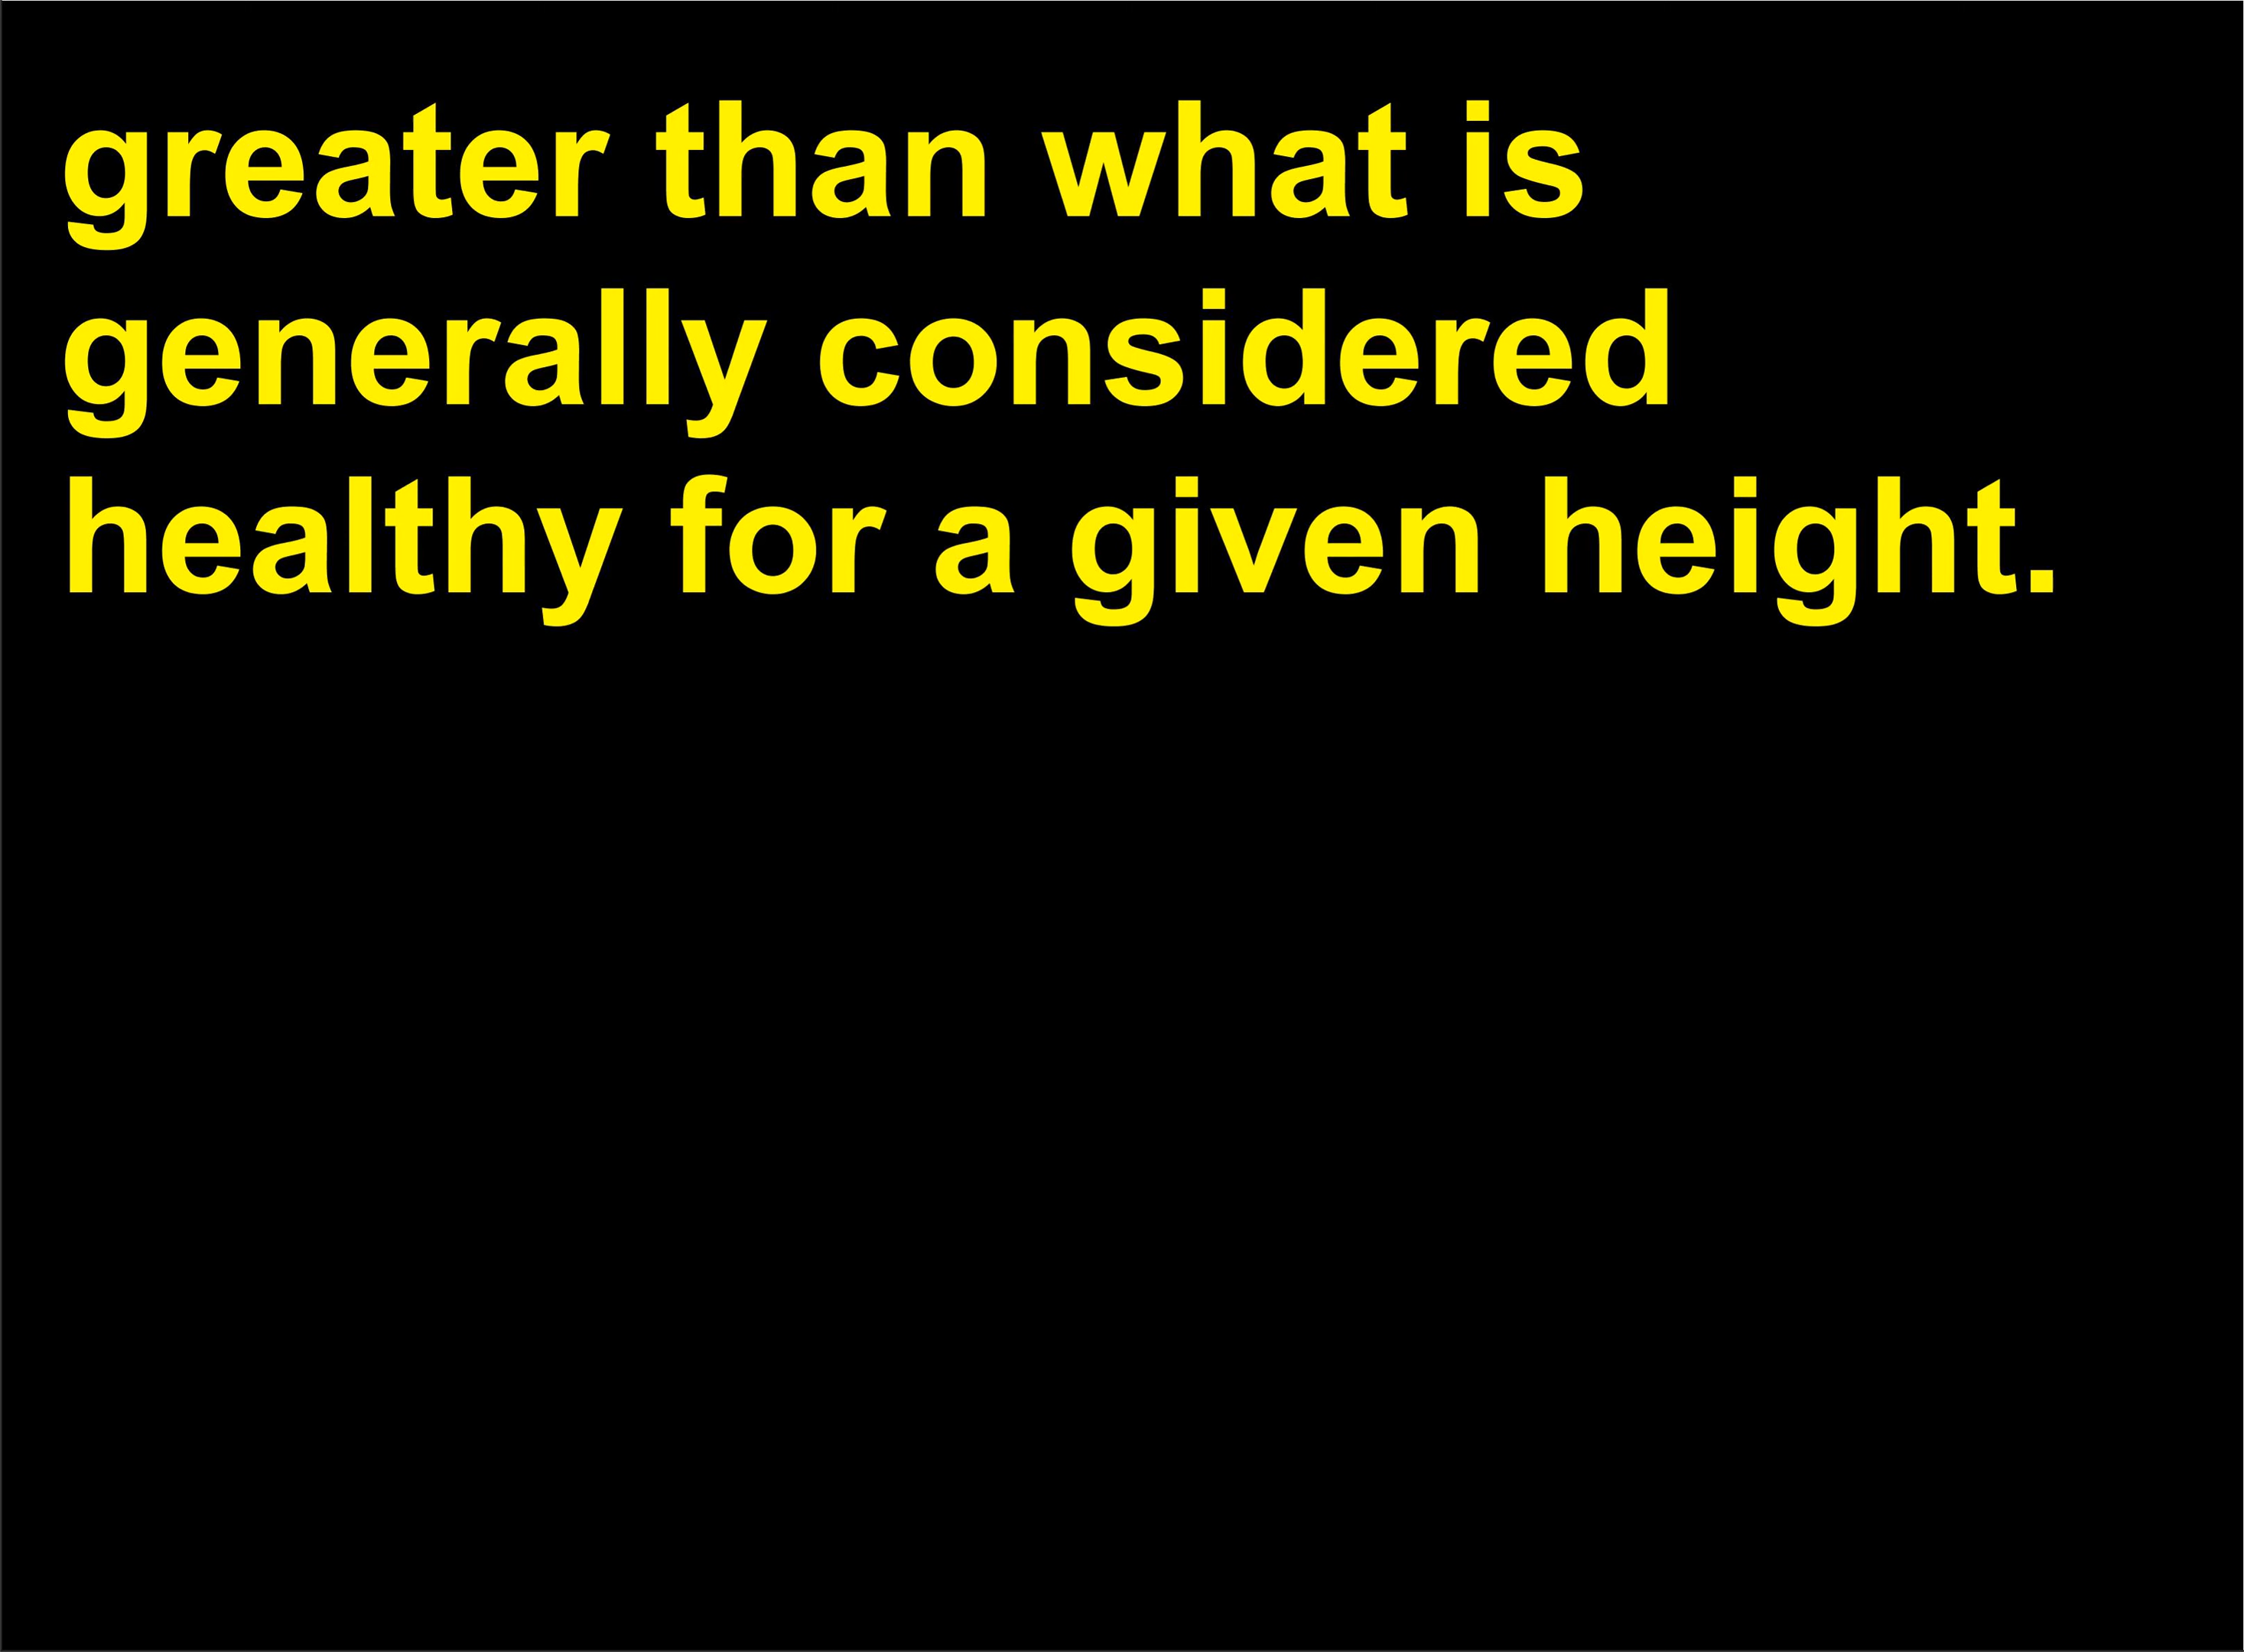 greater than what is
generally considered
healthy for a given height.